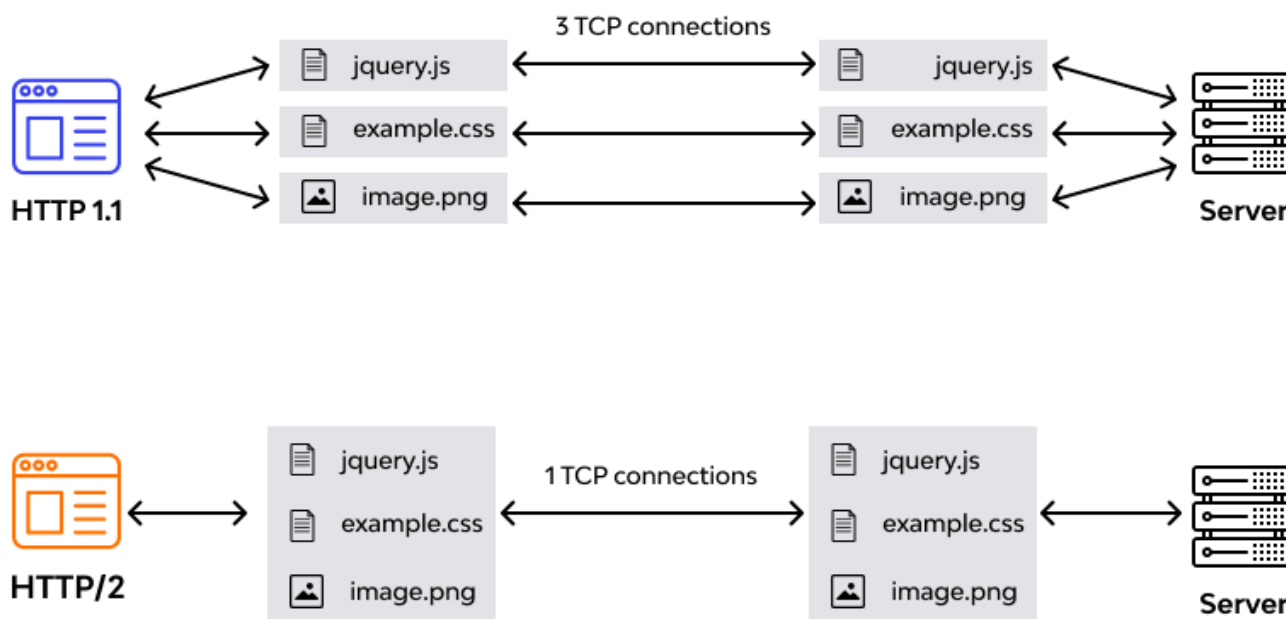 3 TCP connections
jquery.js
jquery.js
example.css
example.css
image.png
image.png
HTTP 1.1
Server
jquery.js
1 TCP connections
jquery.js
example.css
example.css
HTTP/2
image.png
image.png
Server